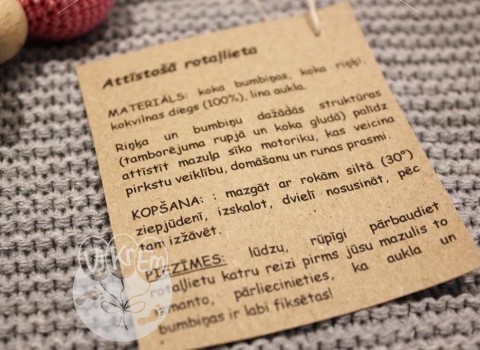 Attīstošā rotaļlieta
MATERIĀLS: koka bumbiņas, koka riņķi,
kokvilnas diegs (100%), lina aukla.
Riņķa un bumbiņu dažādās struktūras
(tamborējuma rupjā un koka gludā) palīdz
attīstīt mazuļa sīko motoriku, kas veicina
pirkstu veiklību, domāšanu un runas prasmi.
KOPŠANA: : mazgāt ar rokām siltā (30°)
ziepjūdenī, izskalot, dvielī nosusināt, pēc
tam izžāvēt.
PIEZĪMES: lūdzu, rūpīgi pārbaudiet
rotaļlietu katru reizi pirms jūsu mazulis to
izmanto, pārliecinieties, ka aukla un
bumbiņas ir labi fiksētas!